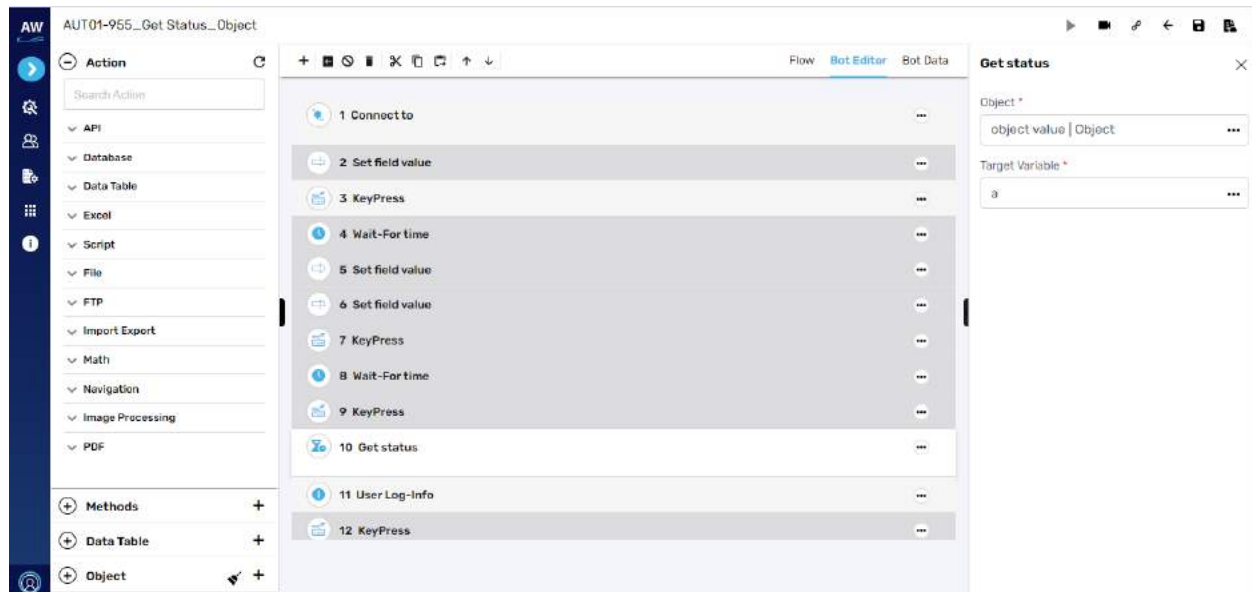 AW
AUT01-955_Get Status_Object
Action
Search Action
API
Database
Data Table
Excel
Script
File
FTP
Import Export
Math
Navigation
Image Processing
PDF
Methods
Data Table
Object
Flow Bot Editor Bot Data
1 Connect to
2 Set field value
3 KeyPress
4 Wait-For time
5 Set field value
6 Set field value
7 KeyPress
8 Wait-For time
9 KeyPress
10 Get status
11 User Log-Info
12 KeyPress
Get status
Object *
object value | Object
Target Variable *
a